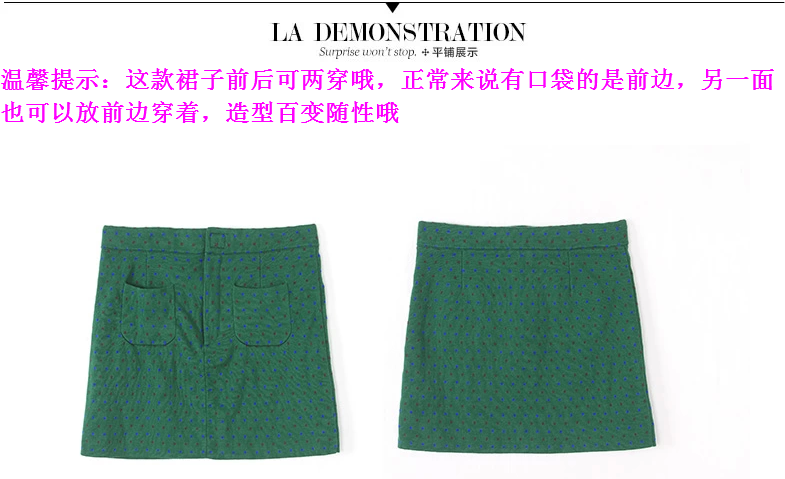 LA DEMONSTRATION
Surprise won't stop. ✣平铺展示
温馨提示：这款裙子前后可两穿哦，正常来说有口袋的是前边，另一面
也可以放前边穿着，造型百变随性哦